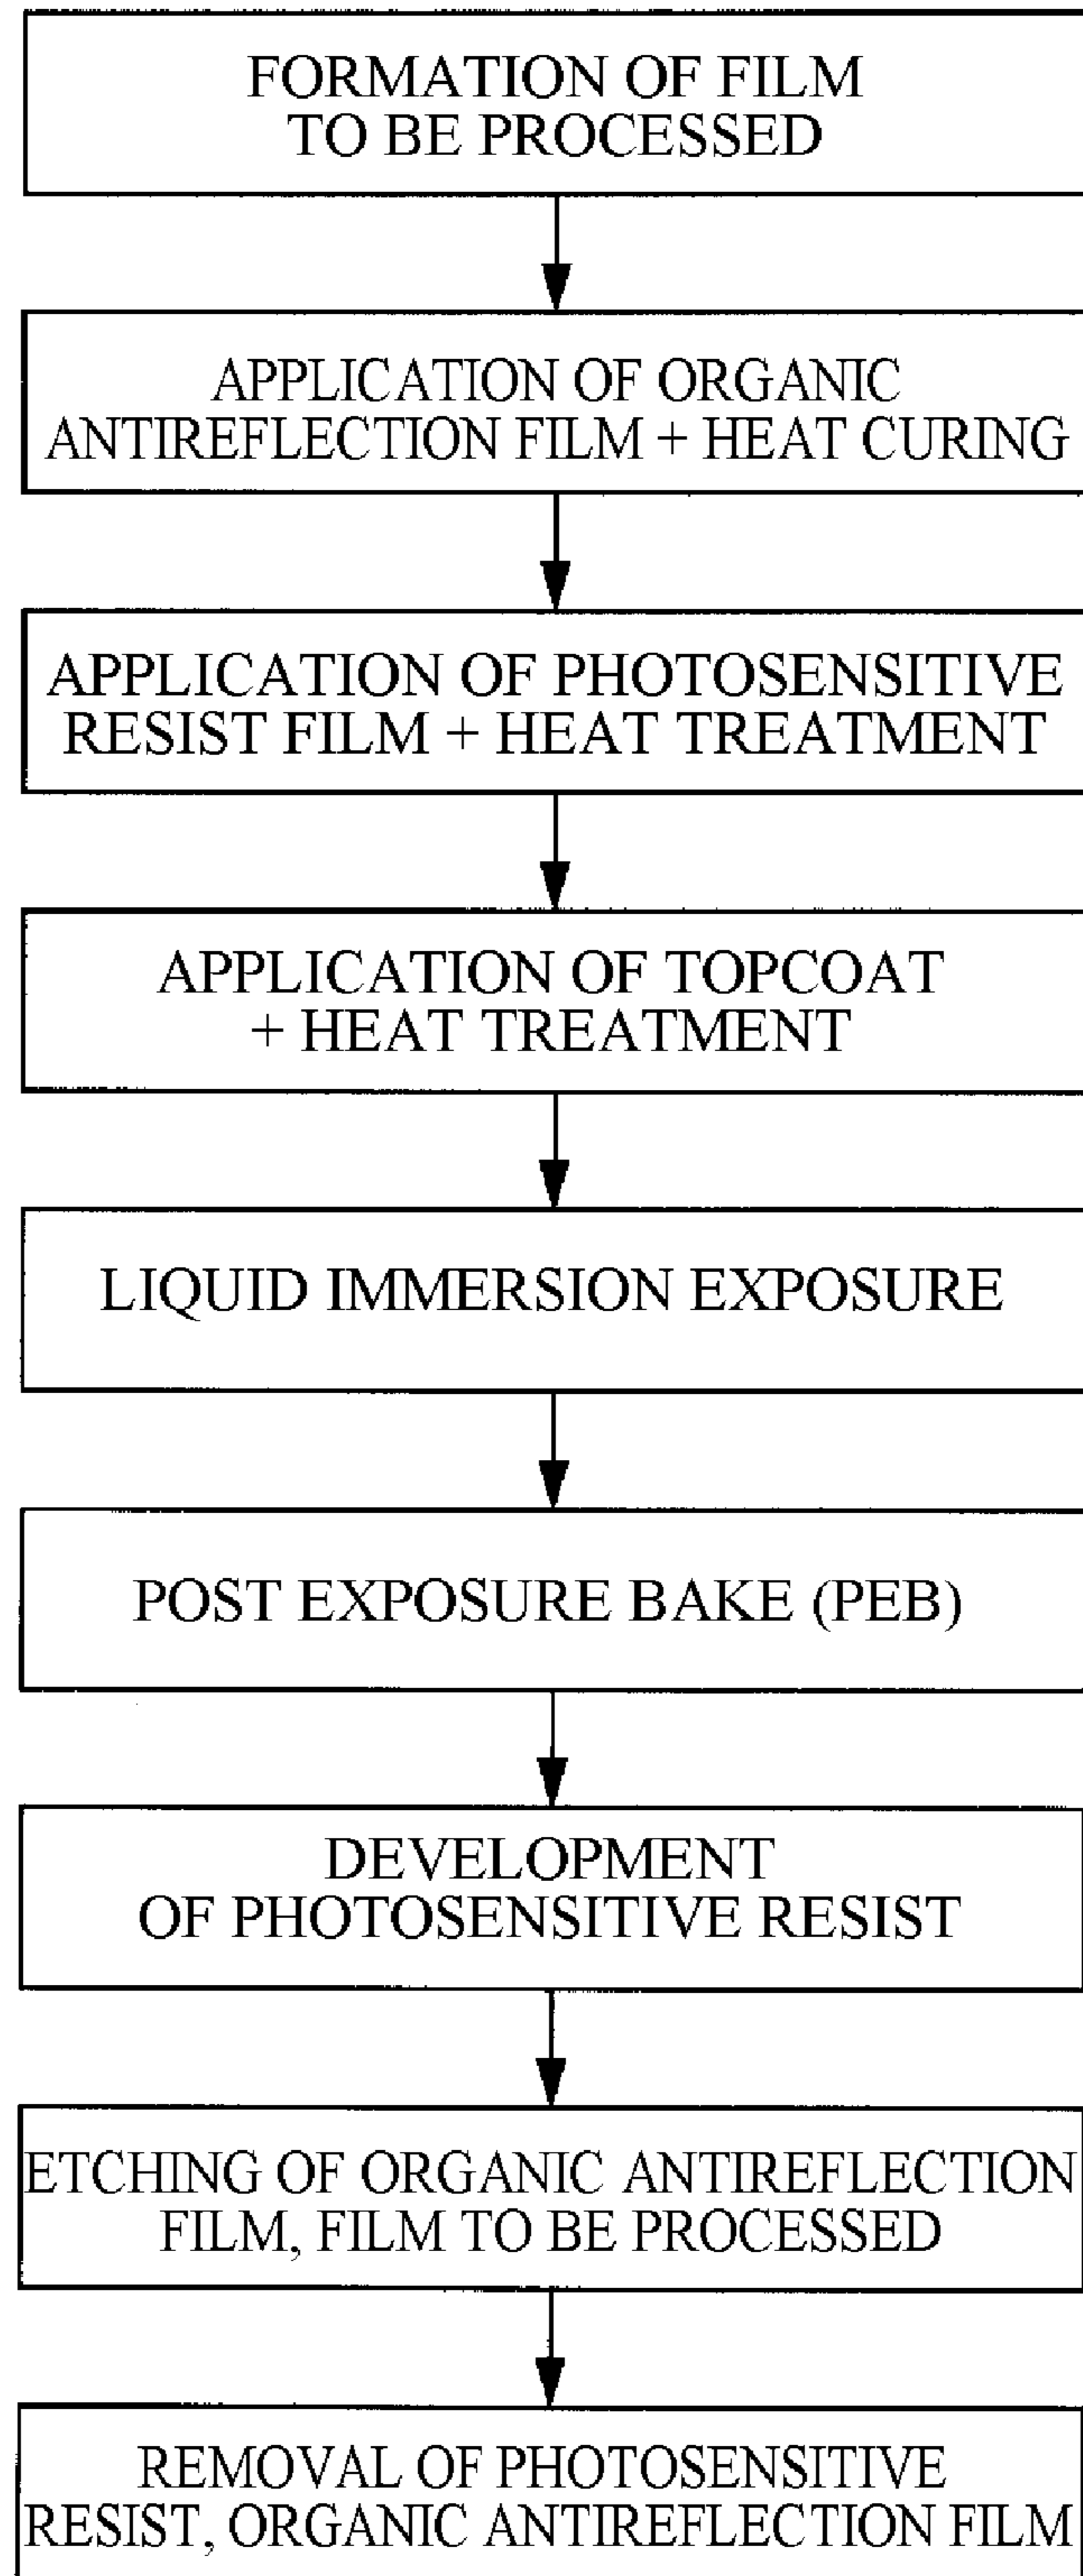 FORMATION OF FILM
TO BE PROCESSED
APPLICATION OF ORGANIC
ANTIREFLECTION FILM + HEAT CURING
APPLICATION OF PHOTOSENSITIVE
RESIST FILM + HEAT TREATMENT
APPLICATION OF TOPCOAT
+ HEAT TREATMENT
LIQUID IMMERSION EXPOSURE
POST EXPOSURE BAKE (PEB)
DEVELOPMENT
OF PHOTOSENSITIVE RESIST
ETCHING OF ORGANIC ANTIREFLECTION
FILM, FILM TO BE PROCESSED
REMOVAL OF PHOTOSENSITIVE
RESIST, ORGANIC ANTIREFLECTION FILM